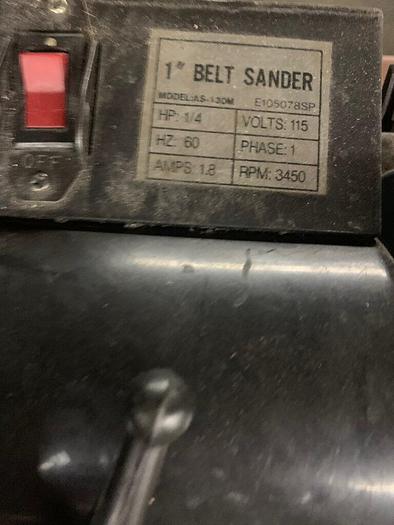 1" BELT SANDER
MODEL:AS-130M E105078SP
HP: 1/4 VOLTS: 115
HZ: 60 PHASE: 1
AMPS: 1.8 RPM: 3450
OFF